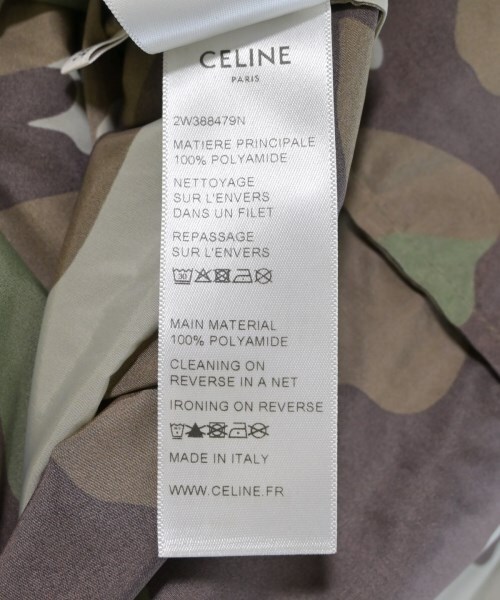 CELINE
PARIS
2W388479N
MATIERE PRINCIPALE
100% POLYAMIDE
NETTOYAGE
SUR L'ENVERS
DANS UN FILET
REPASSAGE
SUR L'ENVERS
MAIN MATERIAL
100% POLYAMIDE
CLEANING ON
REVERSE IN A NET
IRONING ON REVERSE
MADE IN ITALY
WWW.CELINE.FR